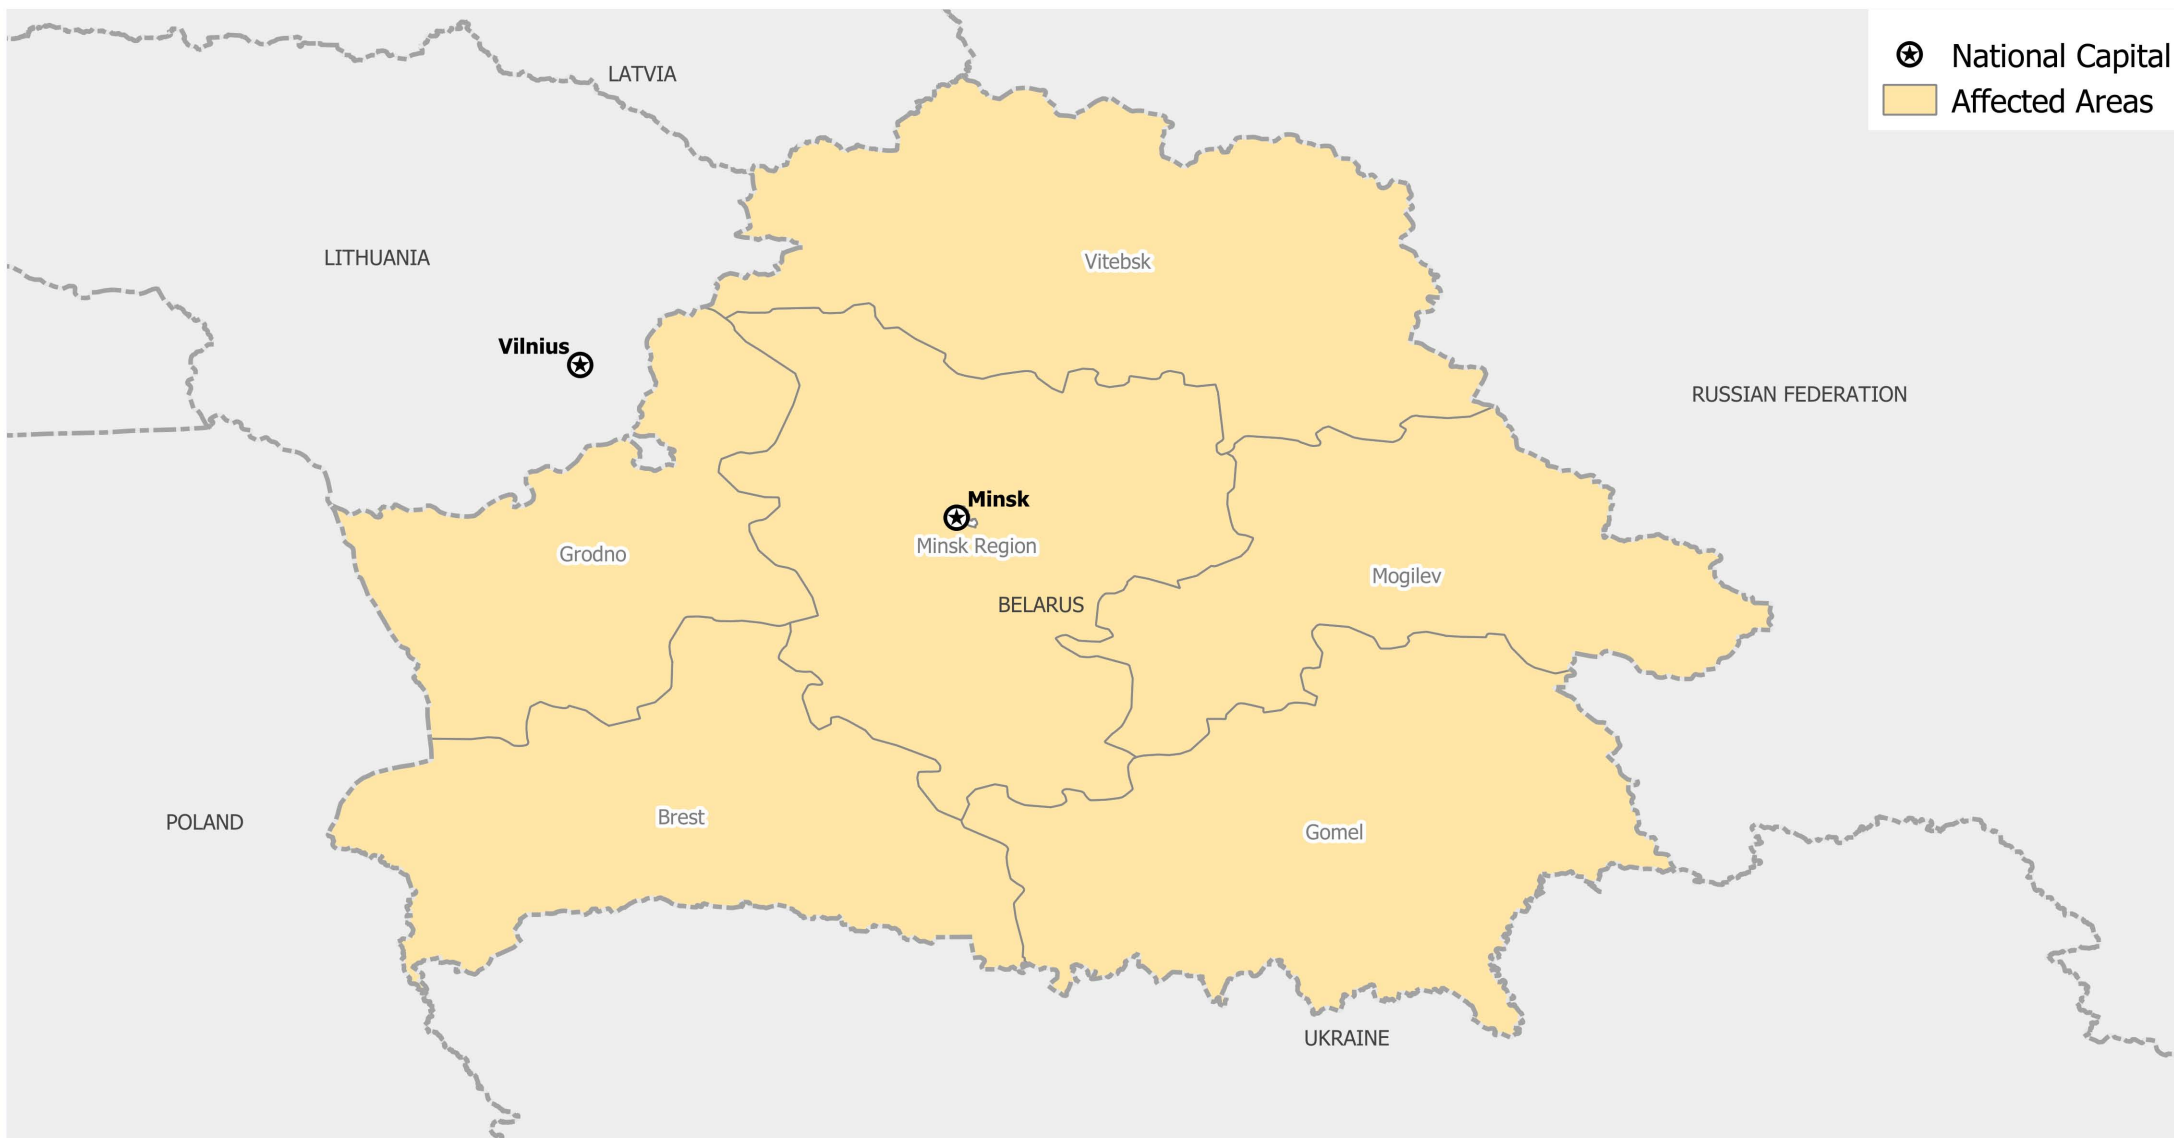 National Capital
Affected Areas
LATVIA
LITHUANIA
Vitebsk
Vilnius
RUSSIAN FEDERATION
Minsk
Minsk Region
Grodno
Mogilev
BELARUS
POLAND
Brest
Gomel
UKRAINE